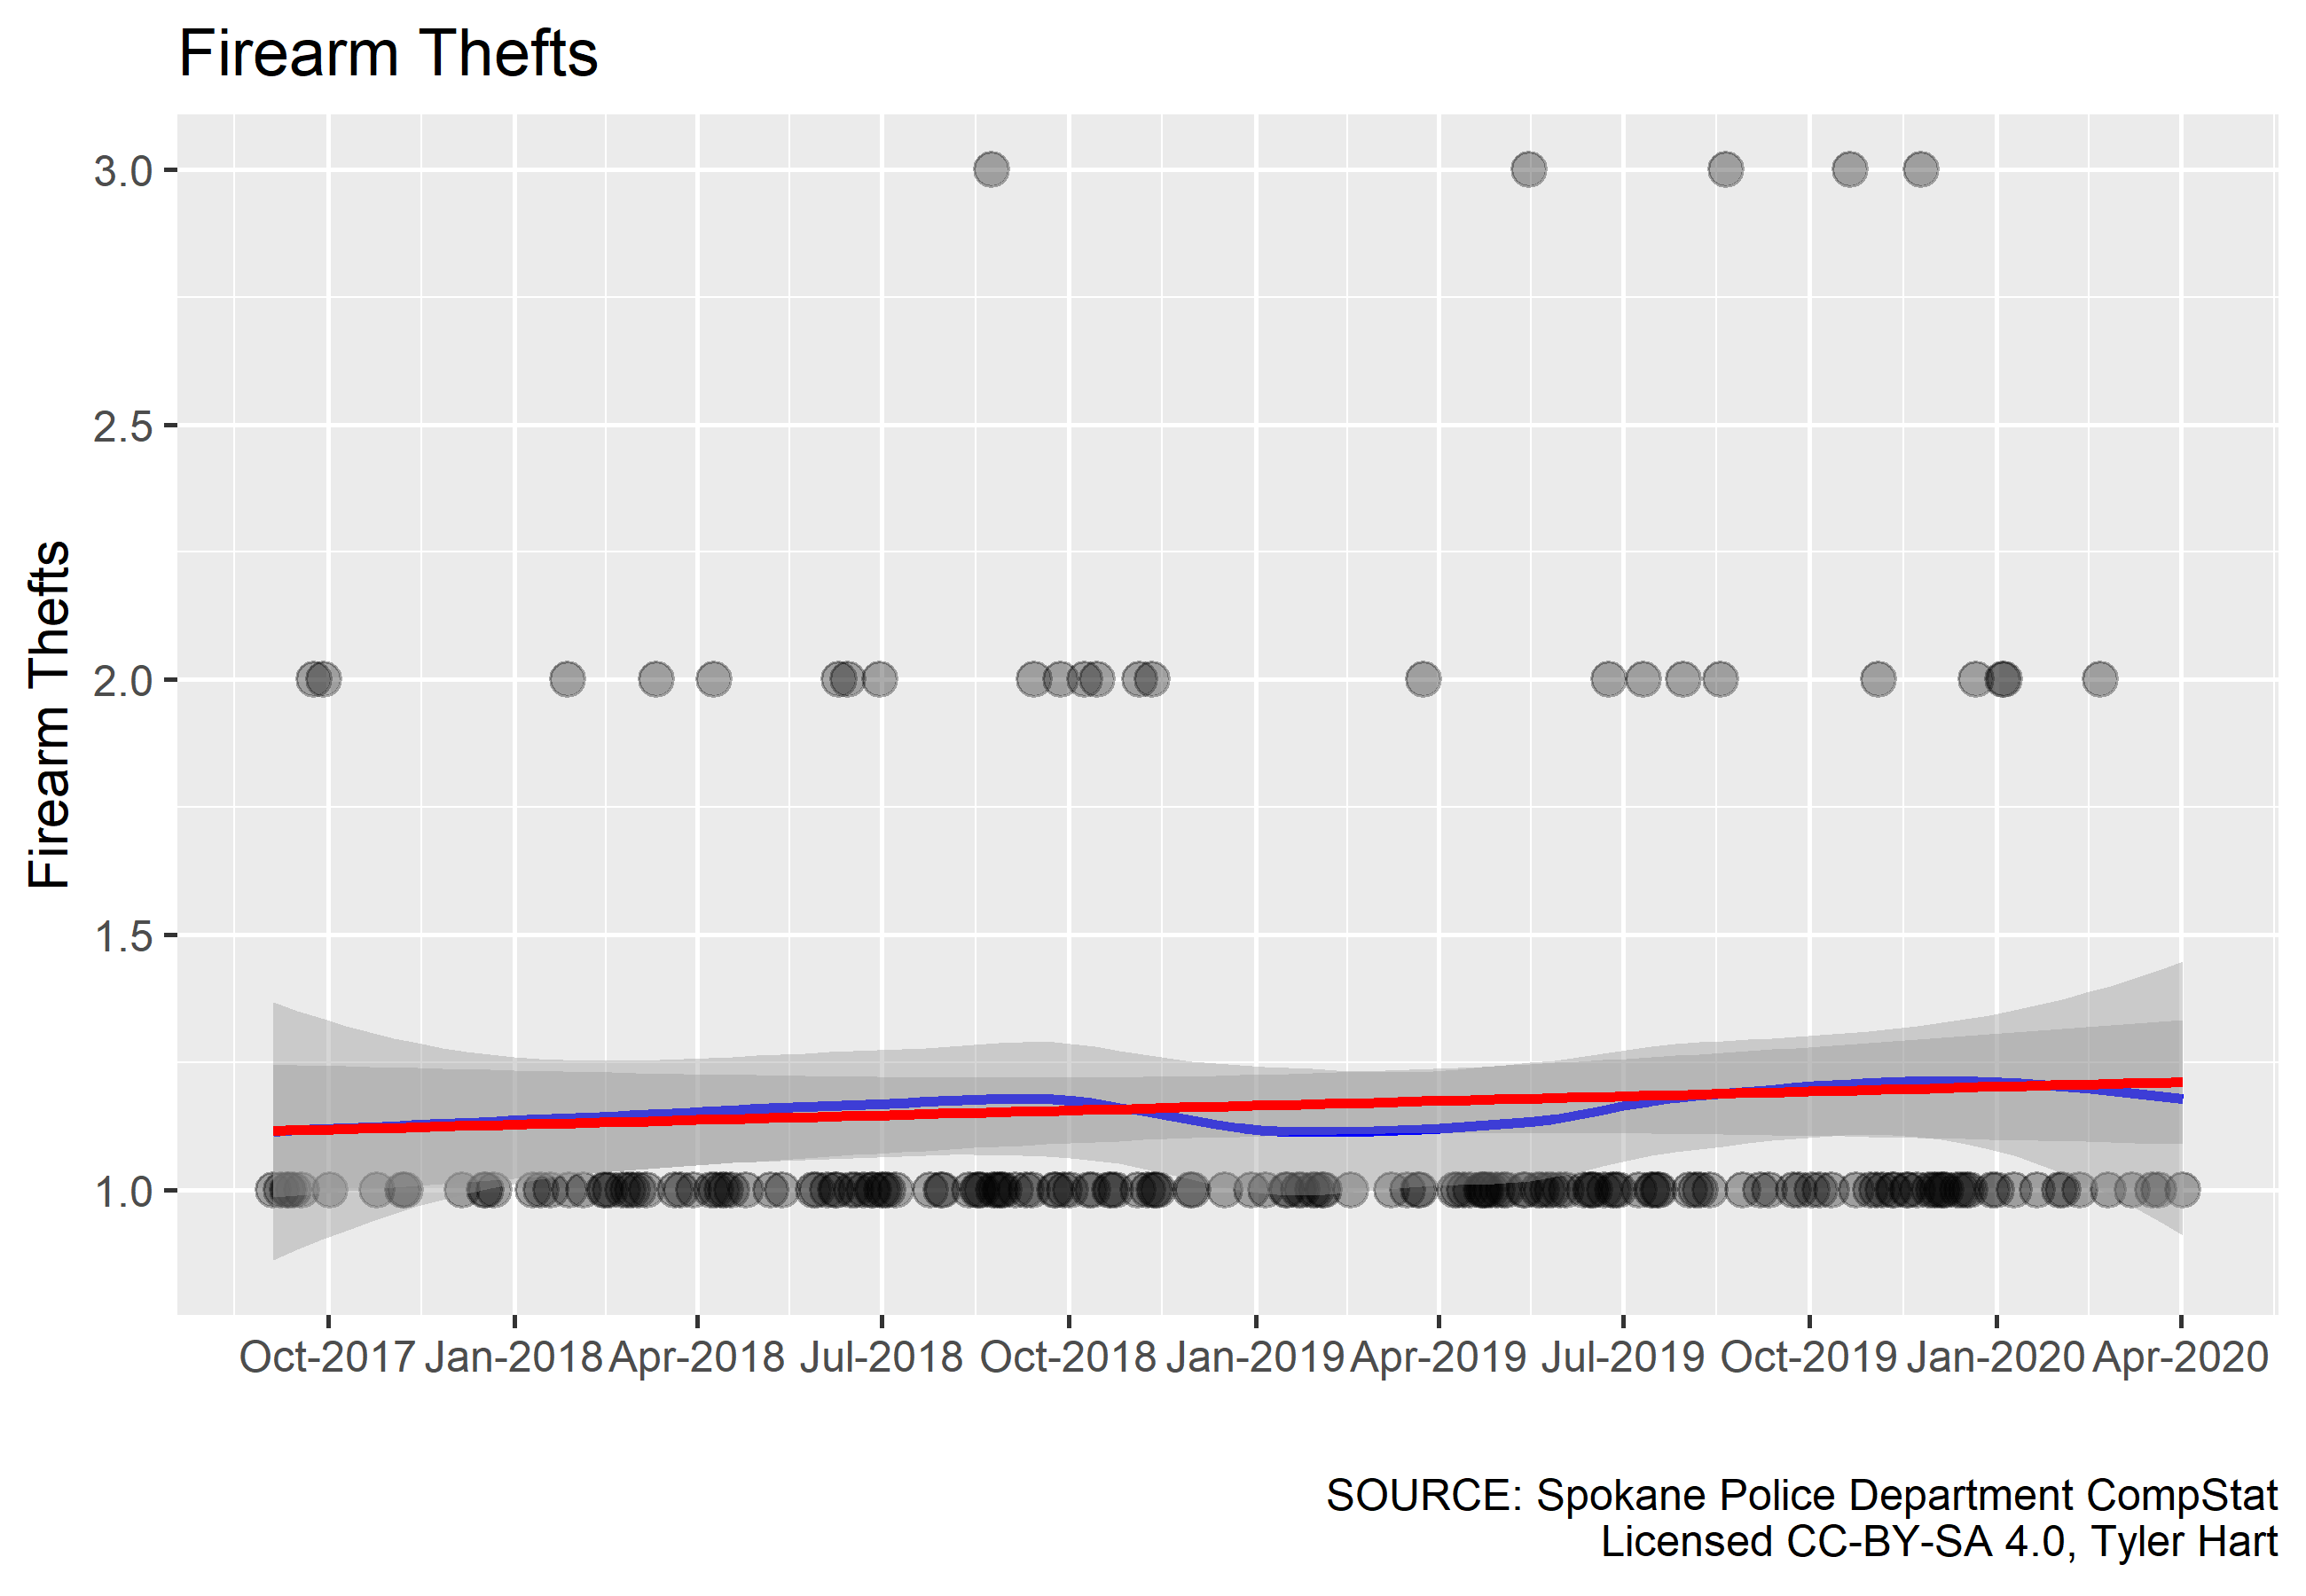 Firearm Thefts
Firearm Thefts
3.0
2.5
2.0
1.5
1.0
Oct-2017 Jan-2018 Apr-2018 Jul-2018 Oct-2018 Jan-2019 Apr-2019 Jul-2019 Oct-2019 Jan-2020 Apr-2020
SOURCE: Spokane Police Department CompStat
Licensed CC-BY-SA 4.0, Tyler Hart